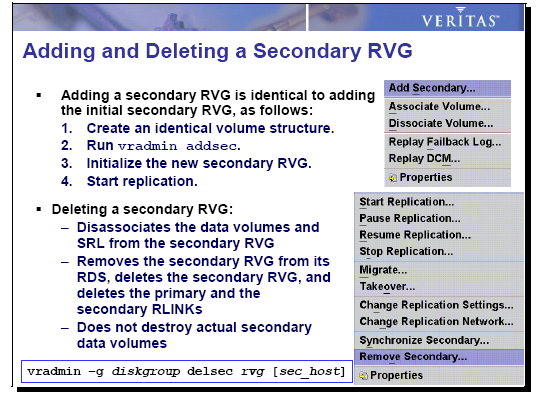 VERITAS™
Adding and Deleting a Secondary RVG
▪ Adding a secondary RVG is identical to adding
the initial secondary RVG, as follows:
1. Create an identical volume structure.
2. Run vradmin addsec.
3. Initialize the new secondary RVG.
4. Start replication.
▪ Deleting a secondary RVG:
– Disassociates the data volumes and
SRL from the secondary RVG
– Removes the secondary RVG from its
RDS, deletes the secondary RVG, and
deletes the primary and the
secondary RLINKs
– Does not destroy actual secondary
data volumes
vradmin -g diskgroup delsec rvg [sec_host]
Add Secondary...
Associate Volume...
Dissociate Volume...
Replay Failback Log...
Replay DCM...
Properties
Start Replication...
Pause Replication...
Resume Replication...
Stop Replication...
Migrate...
Takeover...
Change Replication Settings...
Change Replication Network...
Synchronize Secondary...
Remove Secondary...
Properties